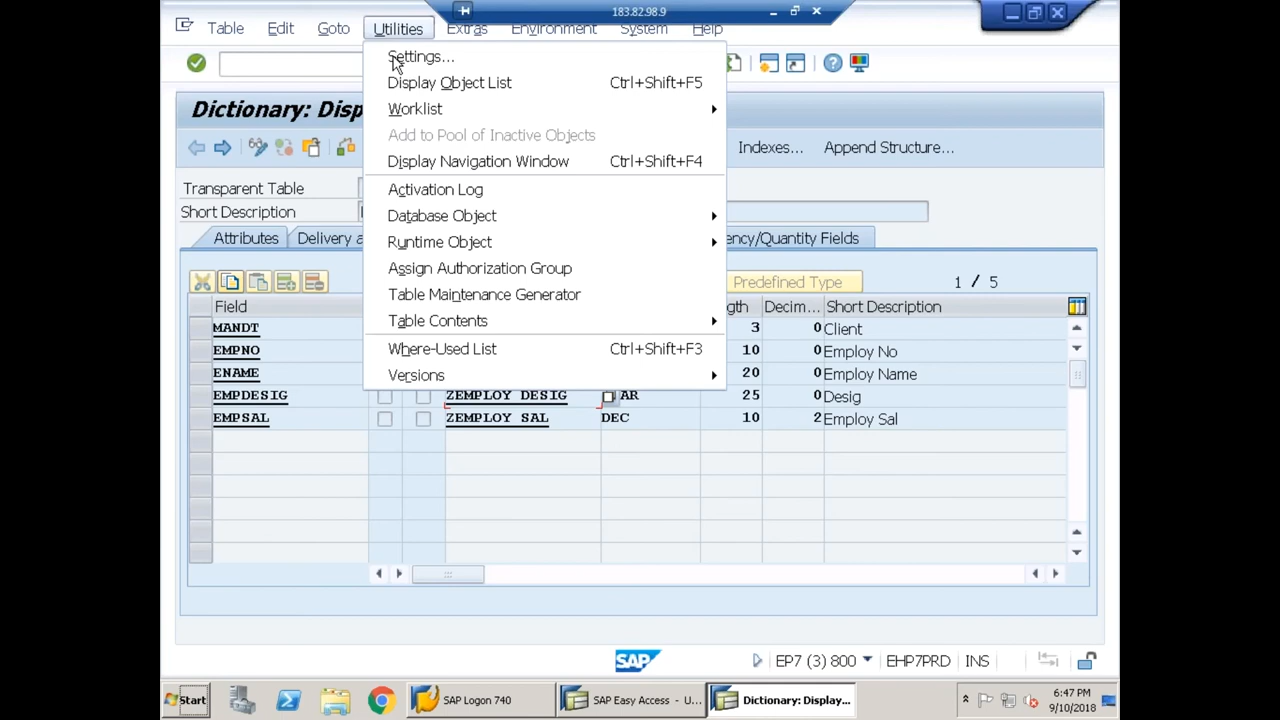 183.82.98.9
Table Edit Goto Utilities Extras Environment System Help
Settings...
Display Object List Ctrl+Shift+F5
Worklist
Add to Pool of Inactive Objects
Display Navigation Window Ctrl+Shift+F4
Activation Log
Database Object
Runtime Object
Assign Authorization Group
Table Maintenance Generator
Table Contents
Where-Used List Ctrl+Shift+F3
Versions
Dictionary: Disp
Indexes... Append Structure...
Transparent Table
Short Description
Attributes Delivery a ency/Quantity Fields
Predefined Type 1 / 5
Field gth Decim... Short Description
MANDT 3 0 Client
EMPNO 10 0 Employ No
ENAME 20 0 Employ Name
EMPDESIG ZEMPLOY DESIG AR 25 0 Desig
EMPSAL ZEMPLOY SAL DEC 10 2 Employ Sal
SAP EP7 (3) 800 EHP7PRD INS
Start SAP Logon 740 SAP Easy Access - U... Dictionary: Display... 6:47 PM
9/10/2018